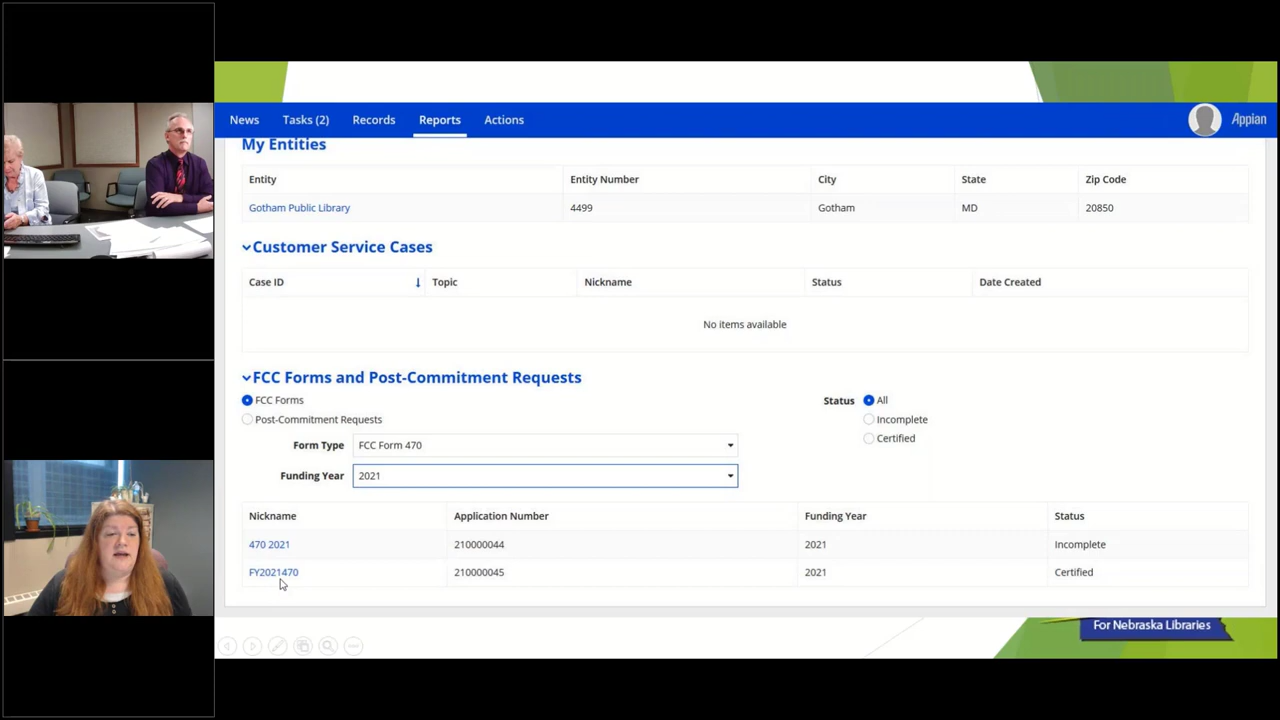 News Tasks (2) Records Reports Actions Appian
My Entities
Entity Entity Number City State Zip Code
Gotham Public Library 4499 Gotham MD 20850
Customer Service Cases
Case ID Topic Nickname Status Date Created
No items available
FCC Forms and Post-Commitment Requests
FCC Forms Status All
Post-Commitment Requests Incomplete
Form Type FCC Form 470 Certified
Funding Year 2021
Nickname Application Number Funding Year Status
470 2021 210000044 2021 Incomplete
FY2021470 210000045 2021 Certified
For Nebraska Libraries